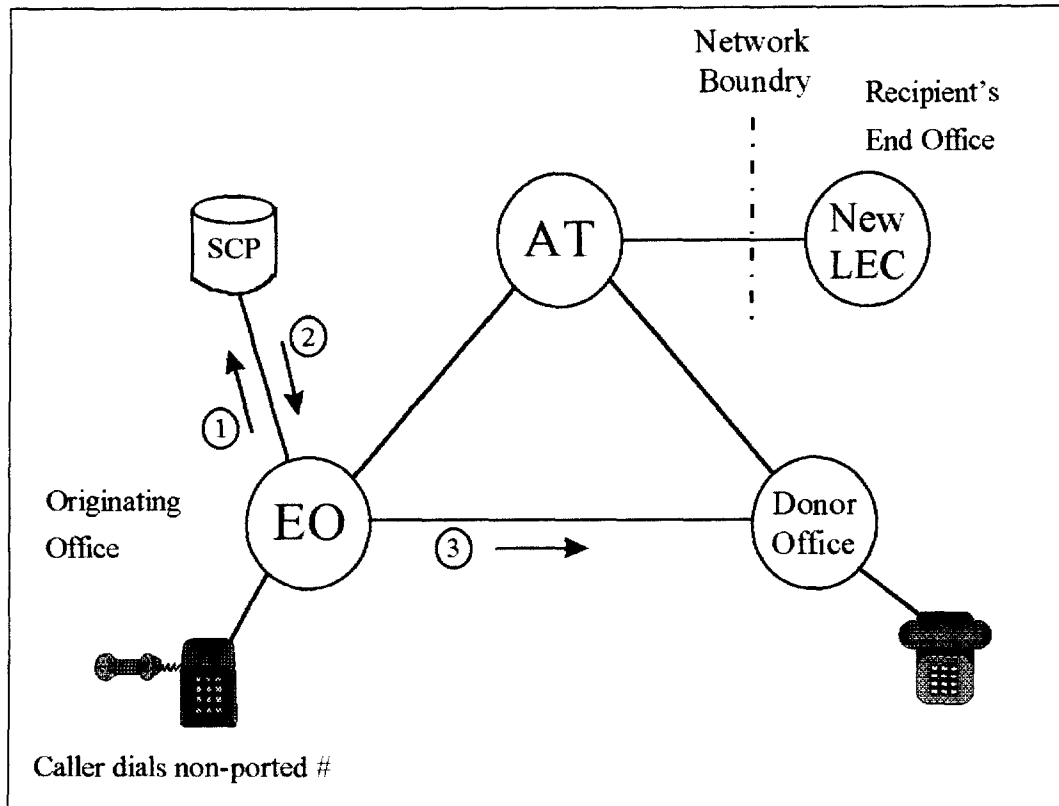 Network
Boundry
Recipient's
End Office
SCP
AT
New
LEC
2
1
Originating
Office
EO
3
Donor
Office
Caller dials non-ported #